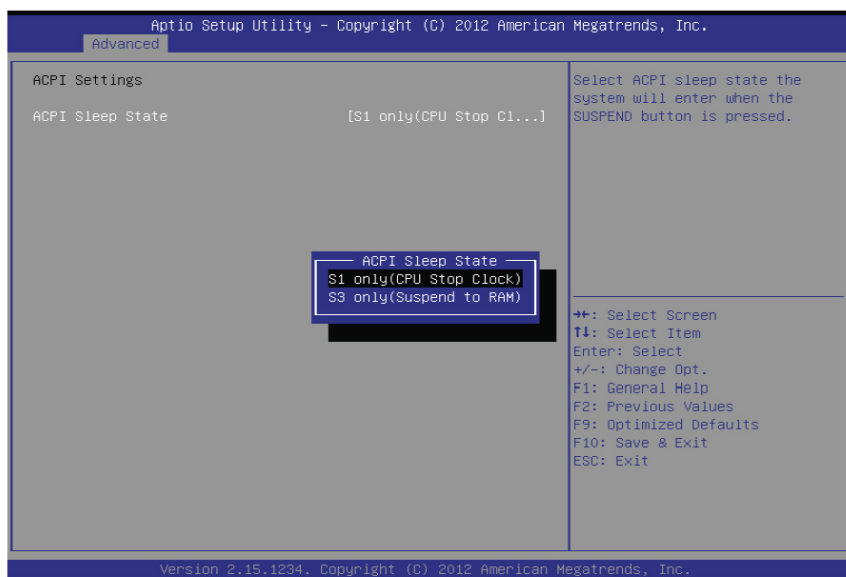 Aptio Setup Utility – Copyright (C) 2012 American Megatrends, Inc.
Advanced
ACPI Settings
ACPI Sleep State [S1 only(CPU Stop Cl...]
Select ACPI sleep state the
system will enter when the
SUSPEND button is pressed.
ACPI Sleep State
S1 only(CPU Stop Clock)
S3 only(Suspend to RAM)
→←: Select Screen
↑↓: Select Item
Enter: Select
+/-: Change Opt.
F1: General Help
F2: Previous Values
F9: Optimized Defaults
F10: Save & Exit
ESC: Exit
Version 2.15.1234. Copyright (C) 2012 American Megatrends, Inc.